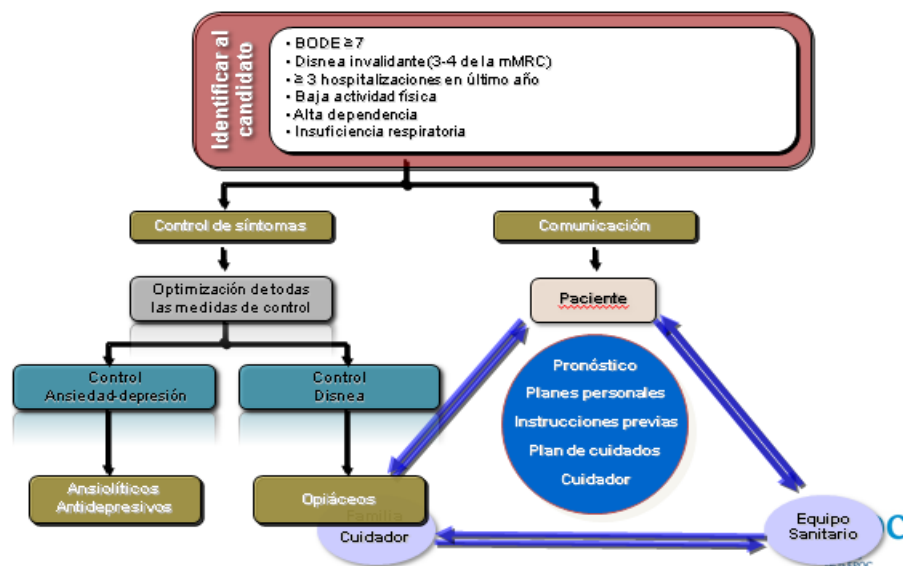 Identificar al
candidato
• BODE ≥7
• Disnea invalidante(3-4 de la mMRC)
• ≥ 3 hospitalizaciones en último año
• Baja actividad física
• Alta dependencia
• Insuficiencia respiratoria
Control de síntomas
Comunicación
Optimización de todas
las medidas de control
Paciente
Control
Ansiedad-depresión
Control
Disnea
Pronóstico
Planes personales
Instrucciones previas
Plan de cuidados
Cuidador
Ansiolíticos
Antidepresivos
Opiáceos
Familia
Cuidador
Equipo
Sanitario